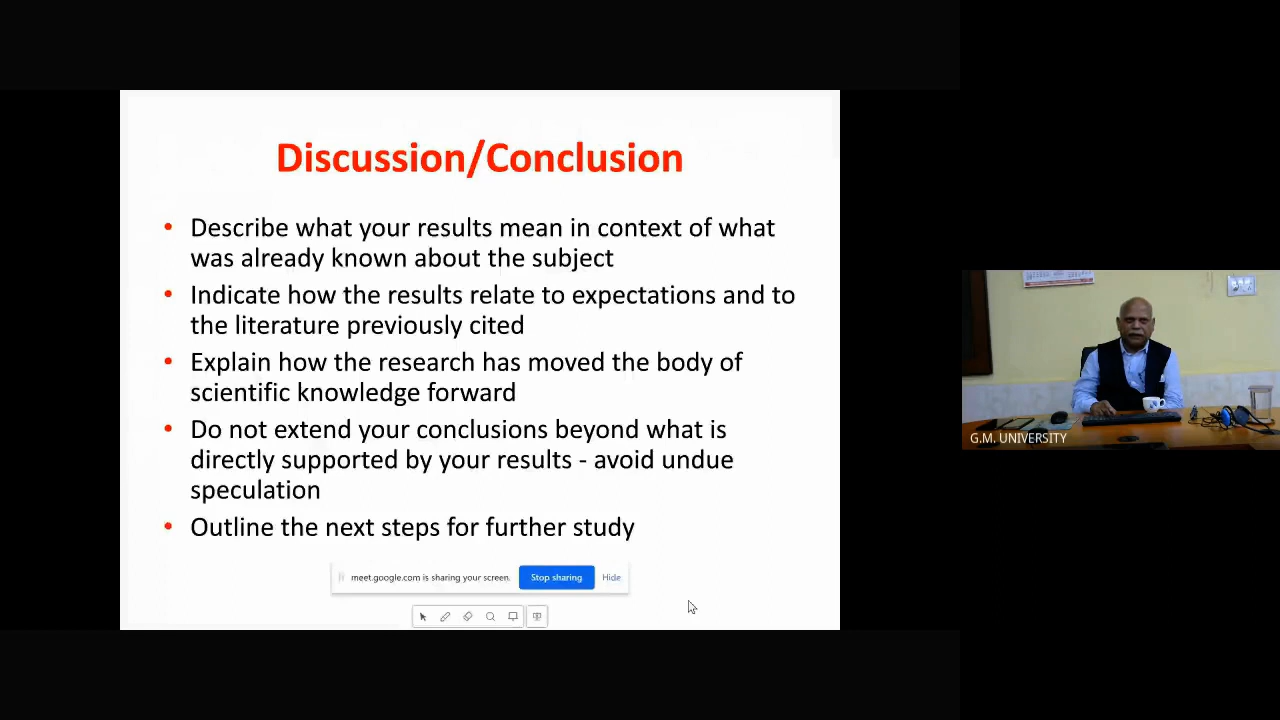 Discussion/Conclusion
• Describe what your results mean in context of what
was already known about the subject
• Indicate how the results relate to expectations and to
the literature previously cited
• Explain how the research has moved the body of
scientific knowledge forward
• Do not extend your conclusions beyond what is
directly supported by your results - avoid undue
speculation
• Outline the next steps for further study
meet.google.com is sharing your screen. Stop sharing Hide
G.M. UNIVERSITY